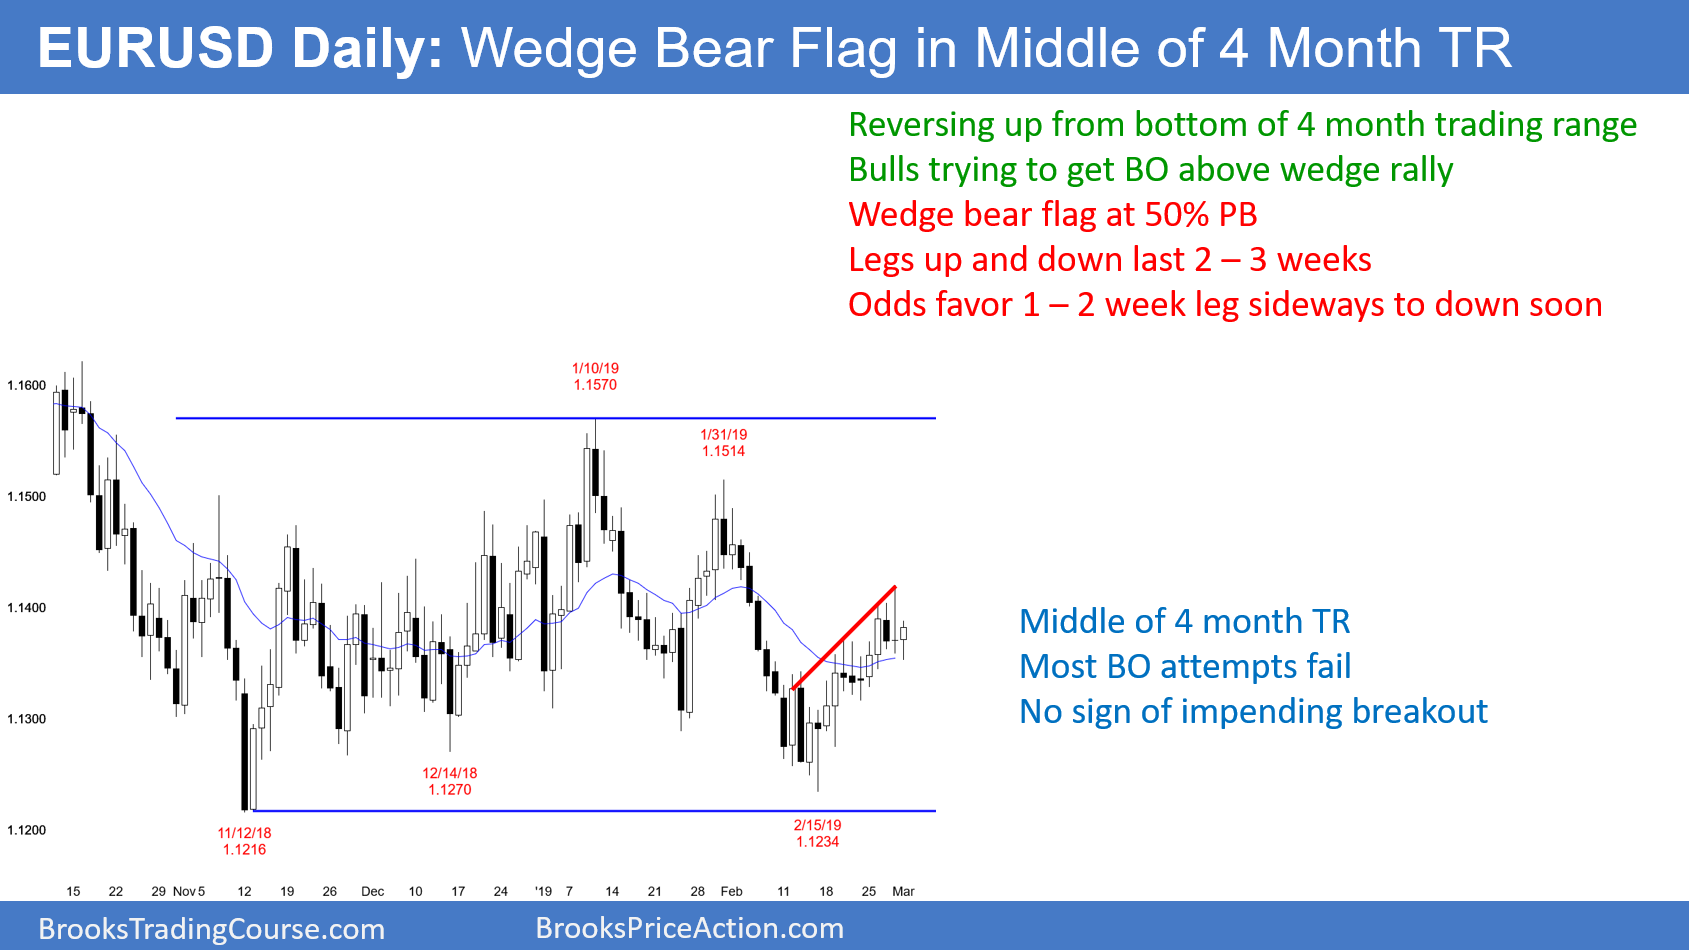 EURUSD Daily: Wedge Bear Flag in Middle of 4 Month TR
Reversing up from bottom of 4 month trading range
Bulls trying to get BO above wedge rally
Wedge bear flag at 50% PB
Legs up and down last 2 – 3 weeks
Odds favor 1 – 2 week leg sideways to down soon
1/10/19
1.1570
1.1600
1/31/19
1.1514
1.1500
1.1400
Middle of 4 month TR
Most BO attempts fail
No sign of impending breakout
1.1300
12/14/18
1.1270
1.1200
11/12/18
1.1216
2/15/19
1.1234
15 22 29 Nov 5 12 19 26 Dec 10 17 24 '19 7 14 21 28 Feb 11 18 25 Mar
BrooksTradingCourse.com BrooksPriceAction.com